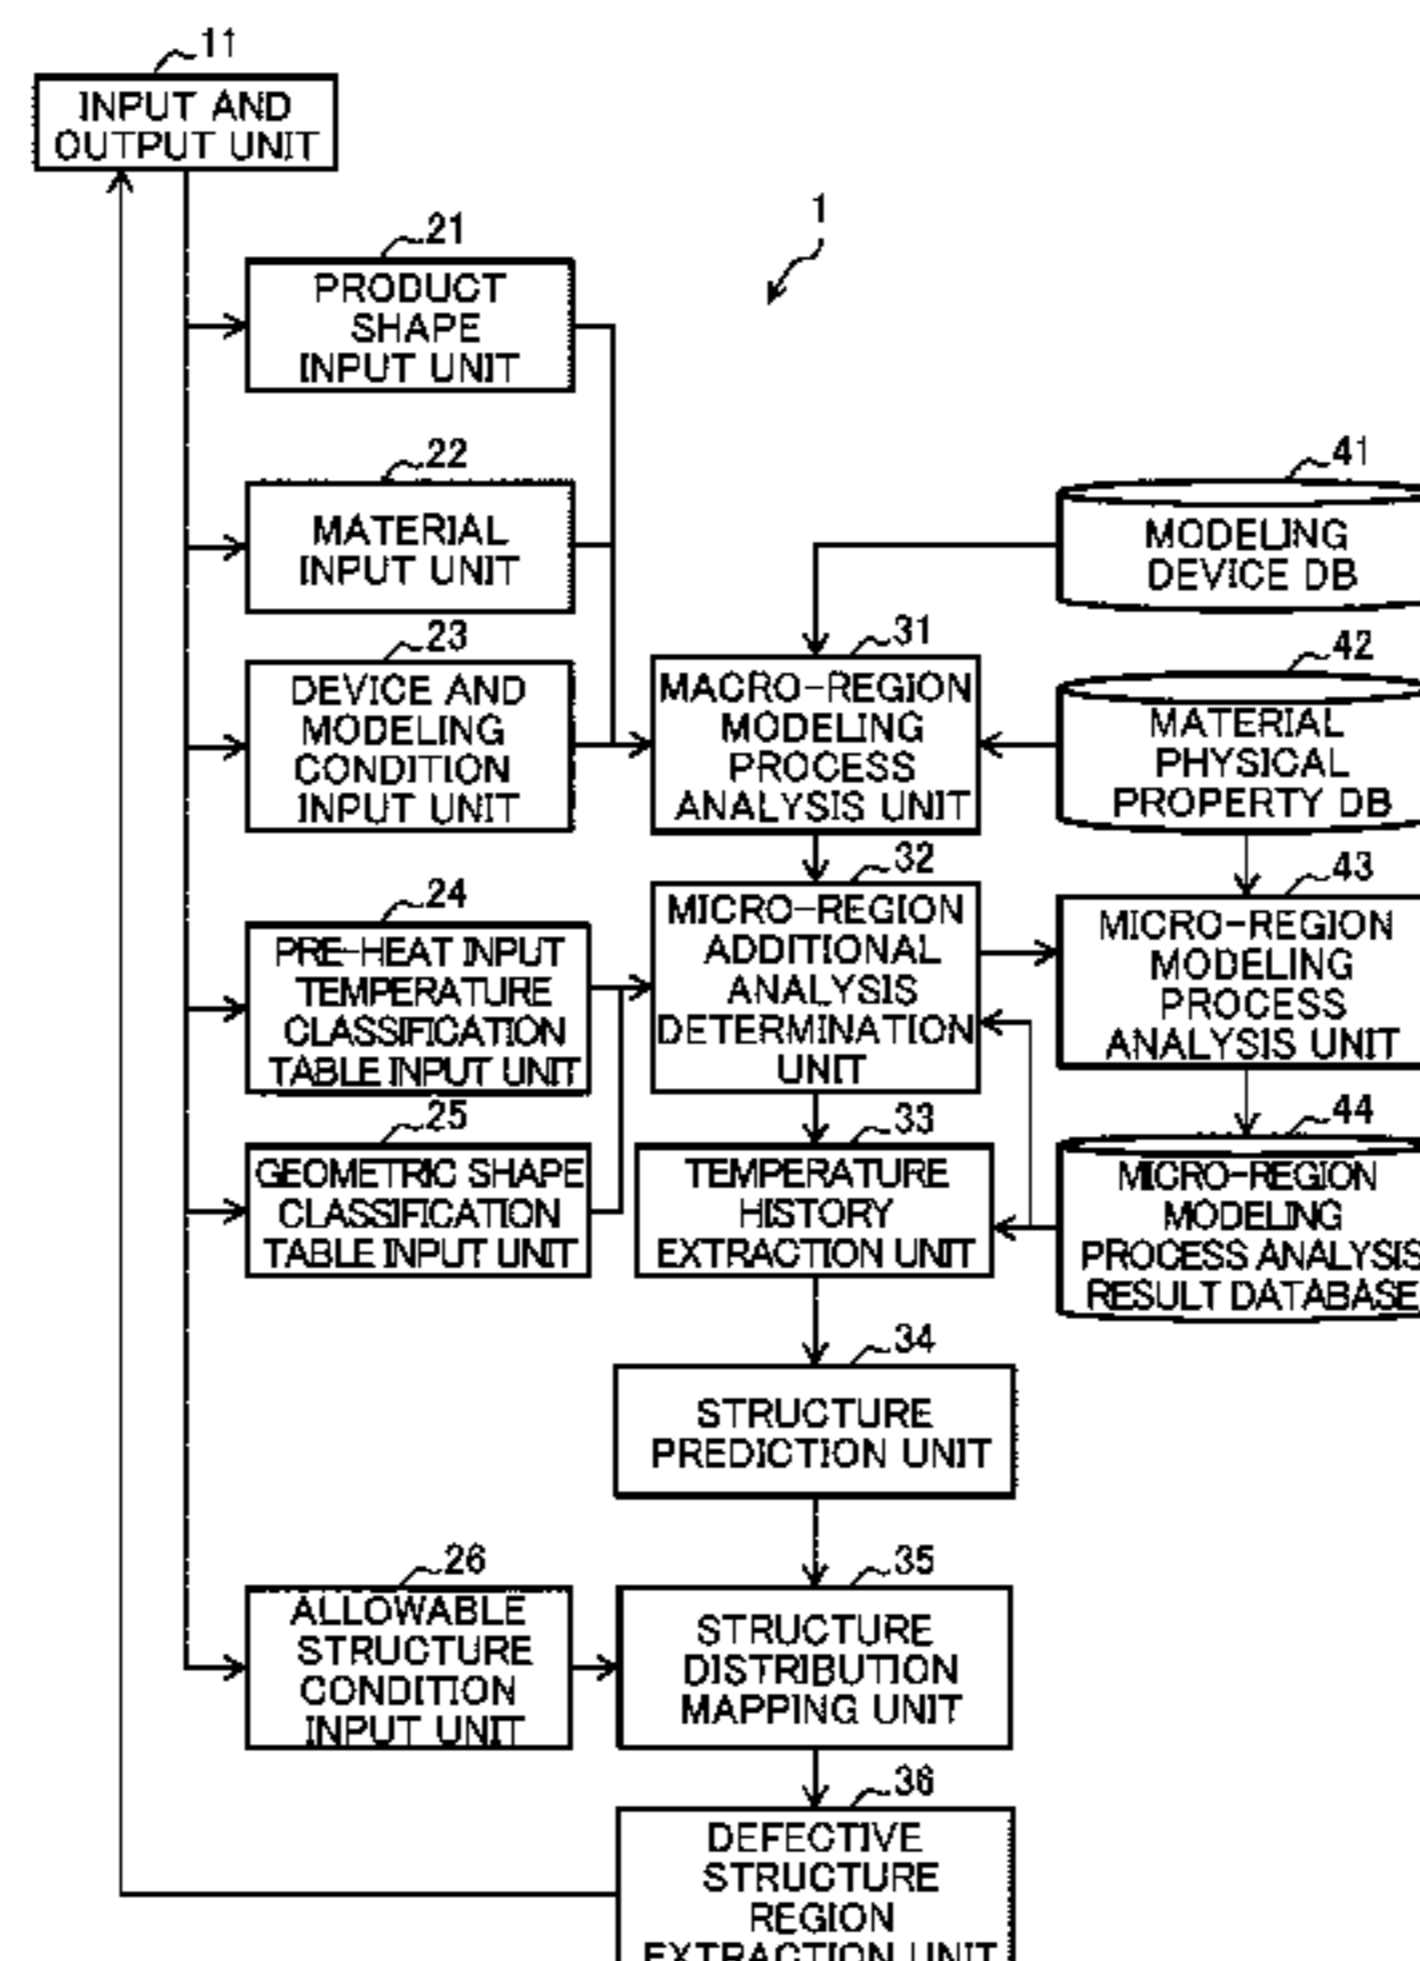 11
INPUT AND
OUTPUT UNIT
1
21
PRODUCT
SHAPE
INPUT UNIT
22
MATERIAL
INPUT UNIT
23
DEVICE AND
MODELING
CONDITION
INPUT UNIT
24
PRE-HEAT INPUT
TEMPERATURE
CLASSIFICATION
TABLE INPUT UNIT
25
GEOMETRIC SHAPE
CLASSIFICATION
TABLE INPUT UNIT
26
ALLOWABLE
STRUCTURE
CONDITION
INPUT UNIT
31
MACRO-REGION
MODELING
PROCESS
ANALYSIS UNIT
32
MICRO-REGION
ADDITIONAL
ANALYSIS
DETERMINATION
UNIT
33
TEMPERATURE
HISTORY
EXTRACTION UNIT
34
STRUCTURE
PREDICTION UNIT
35
STRUCTURE
DISTRIBUTION
MAPPING UNIT
36
DEFECTIVE
STRUCTURE
REGION
EXTRACTION UNIT
41
MODELING
DEVICE DB
42
MATERIAL
PHYSICAL
PROPERTY DB
43
MICRO-REGION
MODELING
PROCESS
ANALYSIS UNIT
44
MICRO-REGION
MODELING
PROCESS ANALYSIS
RESULT DATABASE